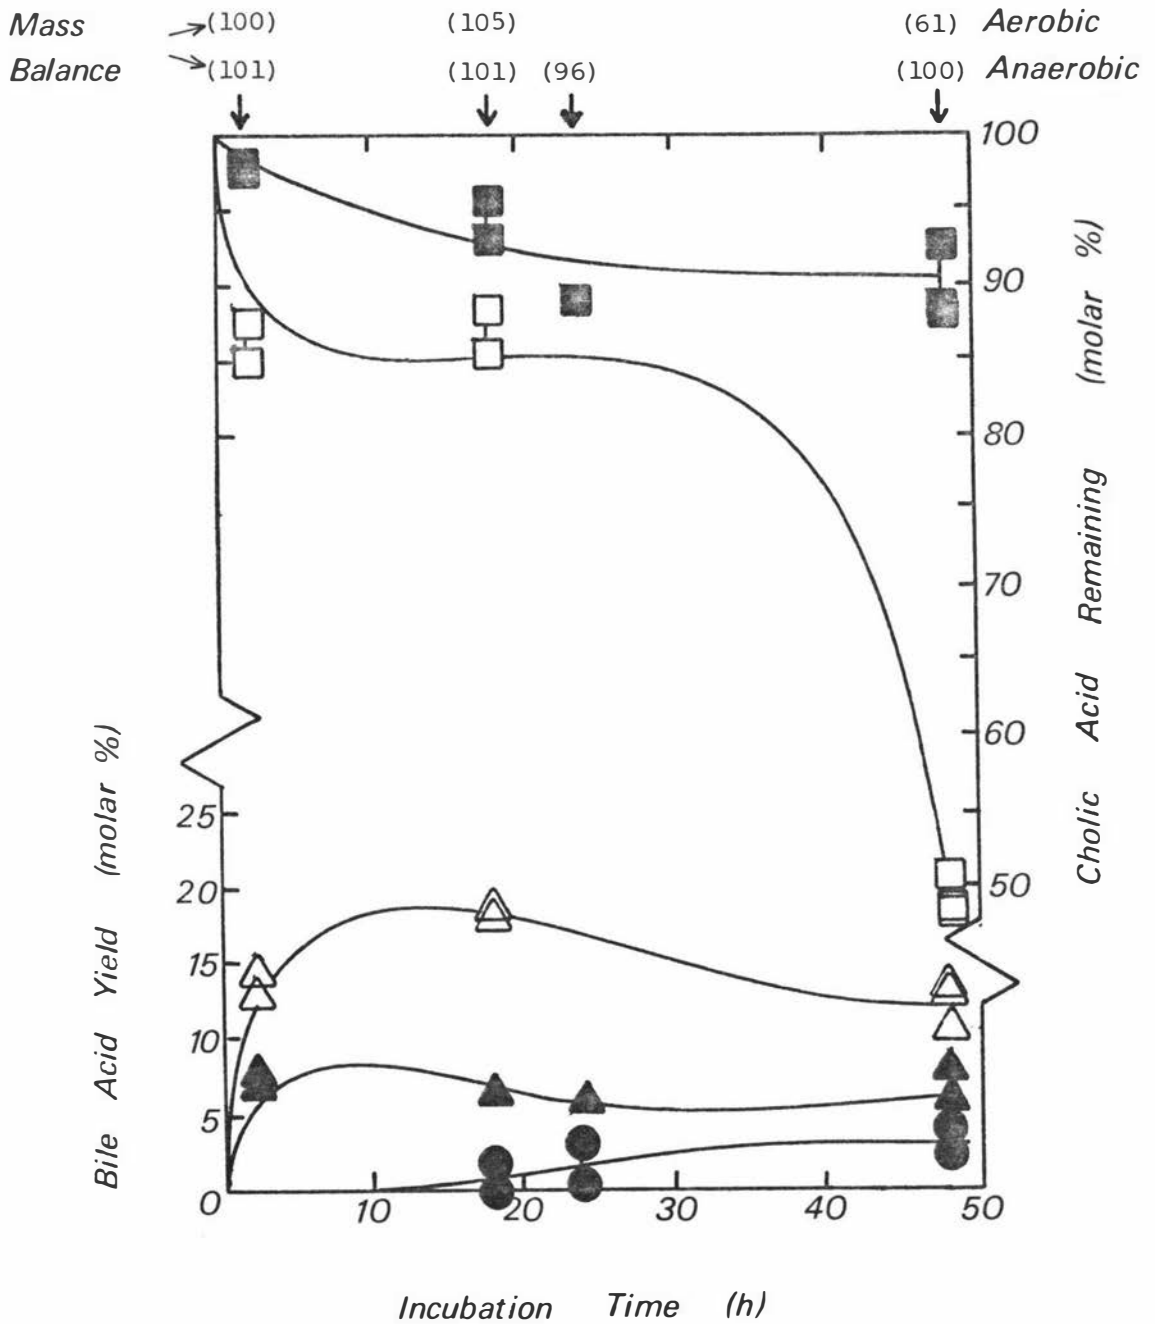 Mass (100) (105) (61) Aerobic
Balance (101) (101) (96) (100) Anaerobic
100
90
80
70
60
50
Cholic Acid Remaining (molar %)
25
20
15
10
5
0
Bile Acid Yield (molar %)
0 10 20 30 40 50
Incubation Time (h)